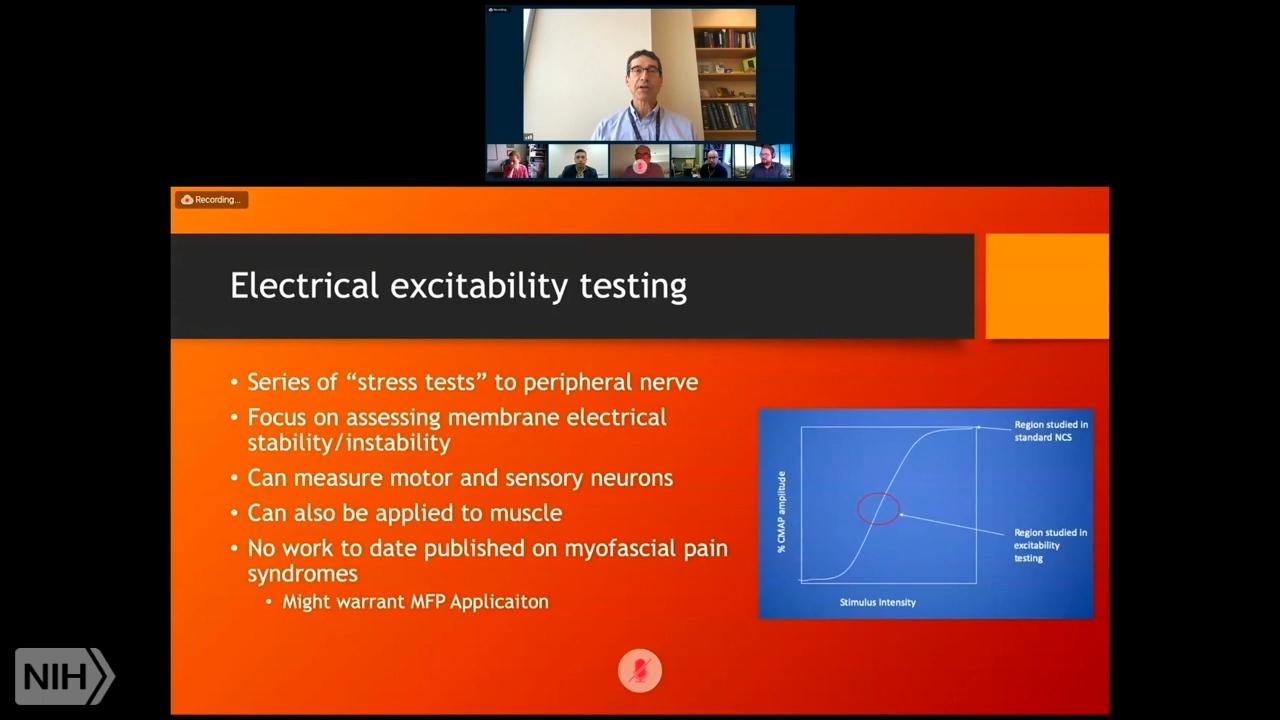 Recording...
Electrical excitability testing
• Series of “stress tests” to peripheral nerve
• Focus on assessing membrane electrical
stability/instability
• Can measure motor and sensory neurons
• Can also be applied to muscle
• No work to date published on myofascial pain
syndromes
• Might warrant MFP Applicaiton
% CMAP amplitude
Region studied in
standard NCS
Region studied in
excitability
testing
Stimulus Intensity
NIH